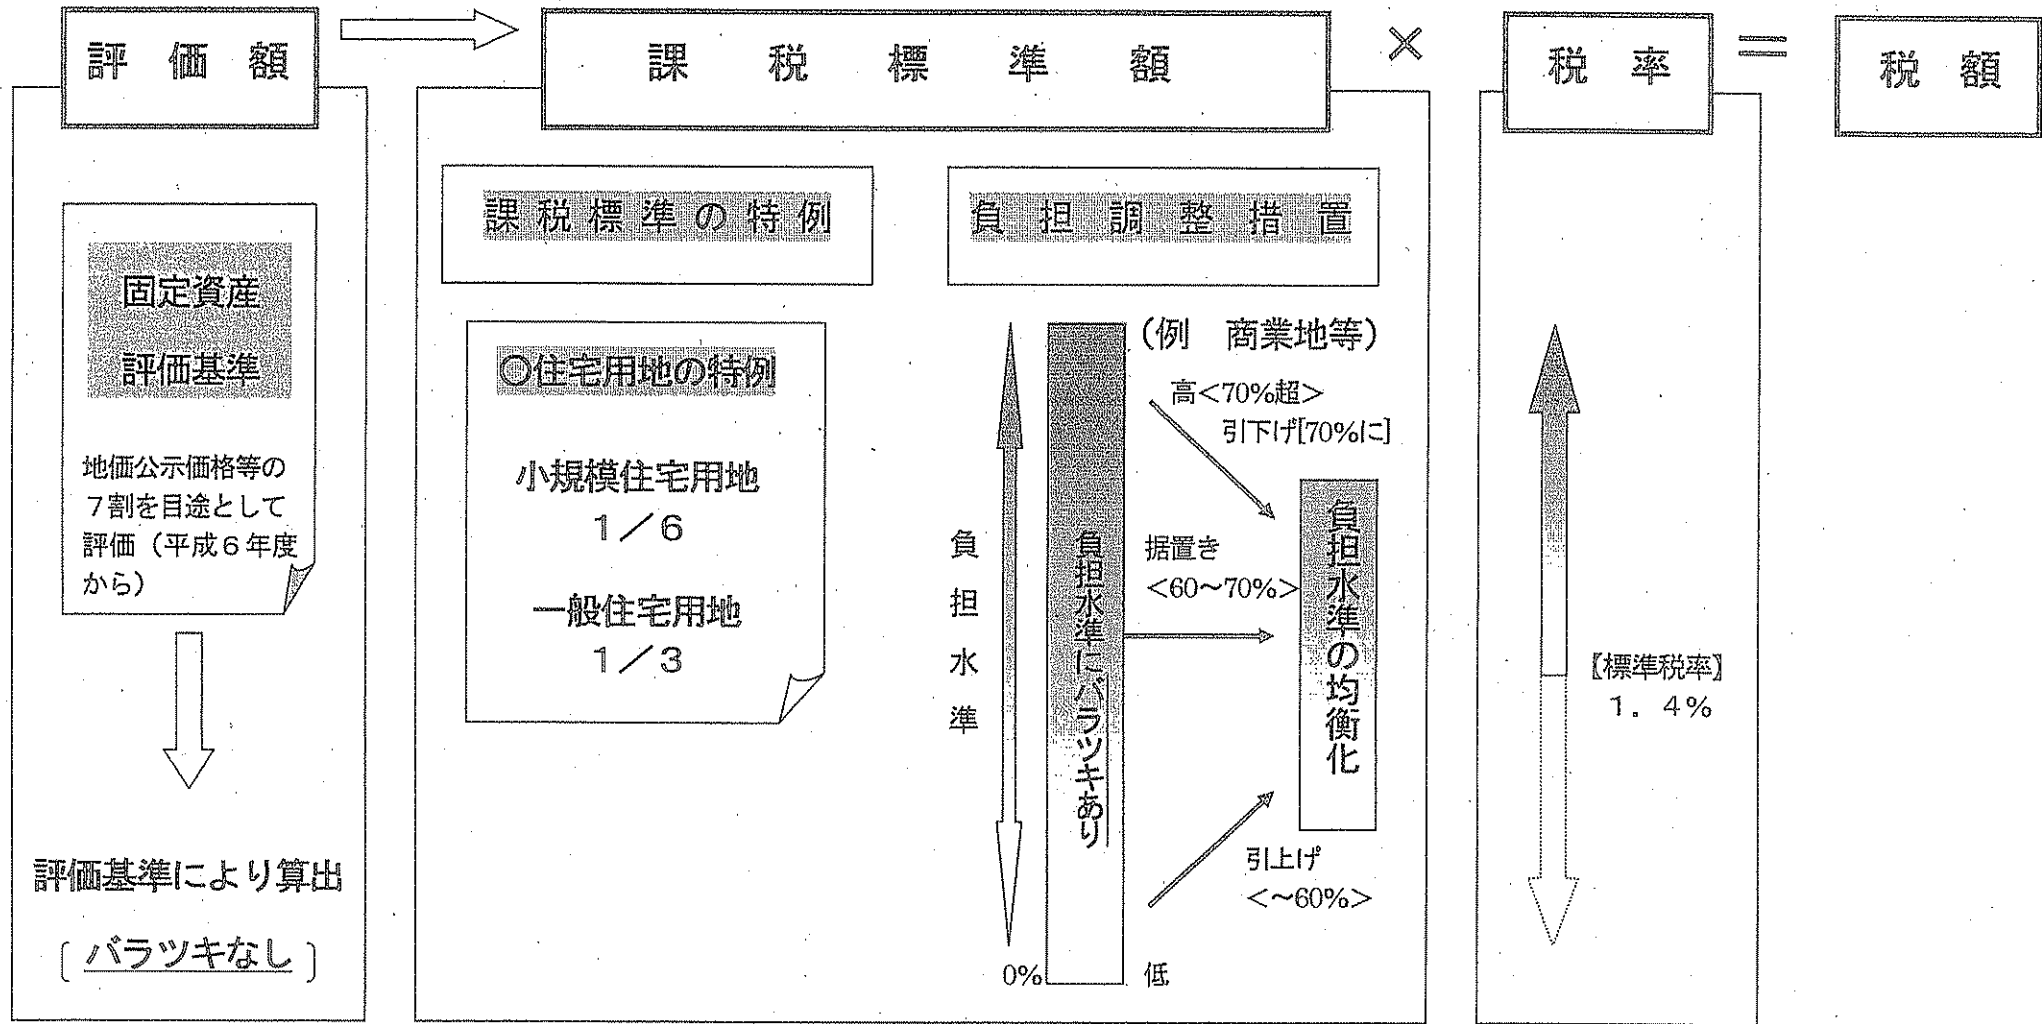 評価額
課税標準額
×
税率
＝
税額
固定資産
評価基準
地価公示価格等の
７割を目途として
評価（平成６年度
から）
評価基準により算出
〔 バラツキなし 〕
課税標準の特例
〇住宅用地の特例
小規模住宅用地
１／６
一般住宅用地
１／３
負担調整措置
（例　商業地等）
負担水準
負担水準にバラツキあり
高<70%超>
引下げ[70%に]
据置き
<60～70%>
引上げ
<～60%>
0%
低
負担水準の均衡化
【標準税率】
１．４％